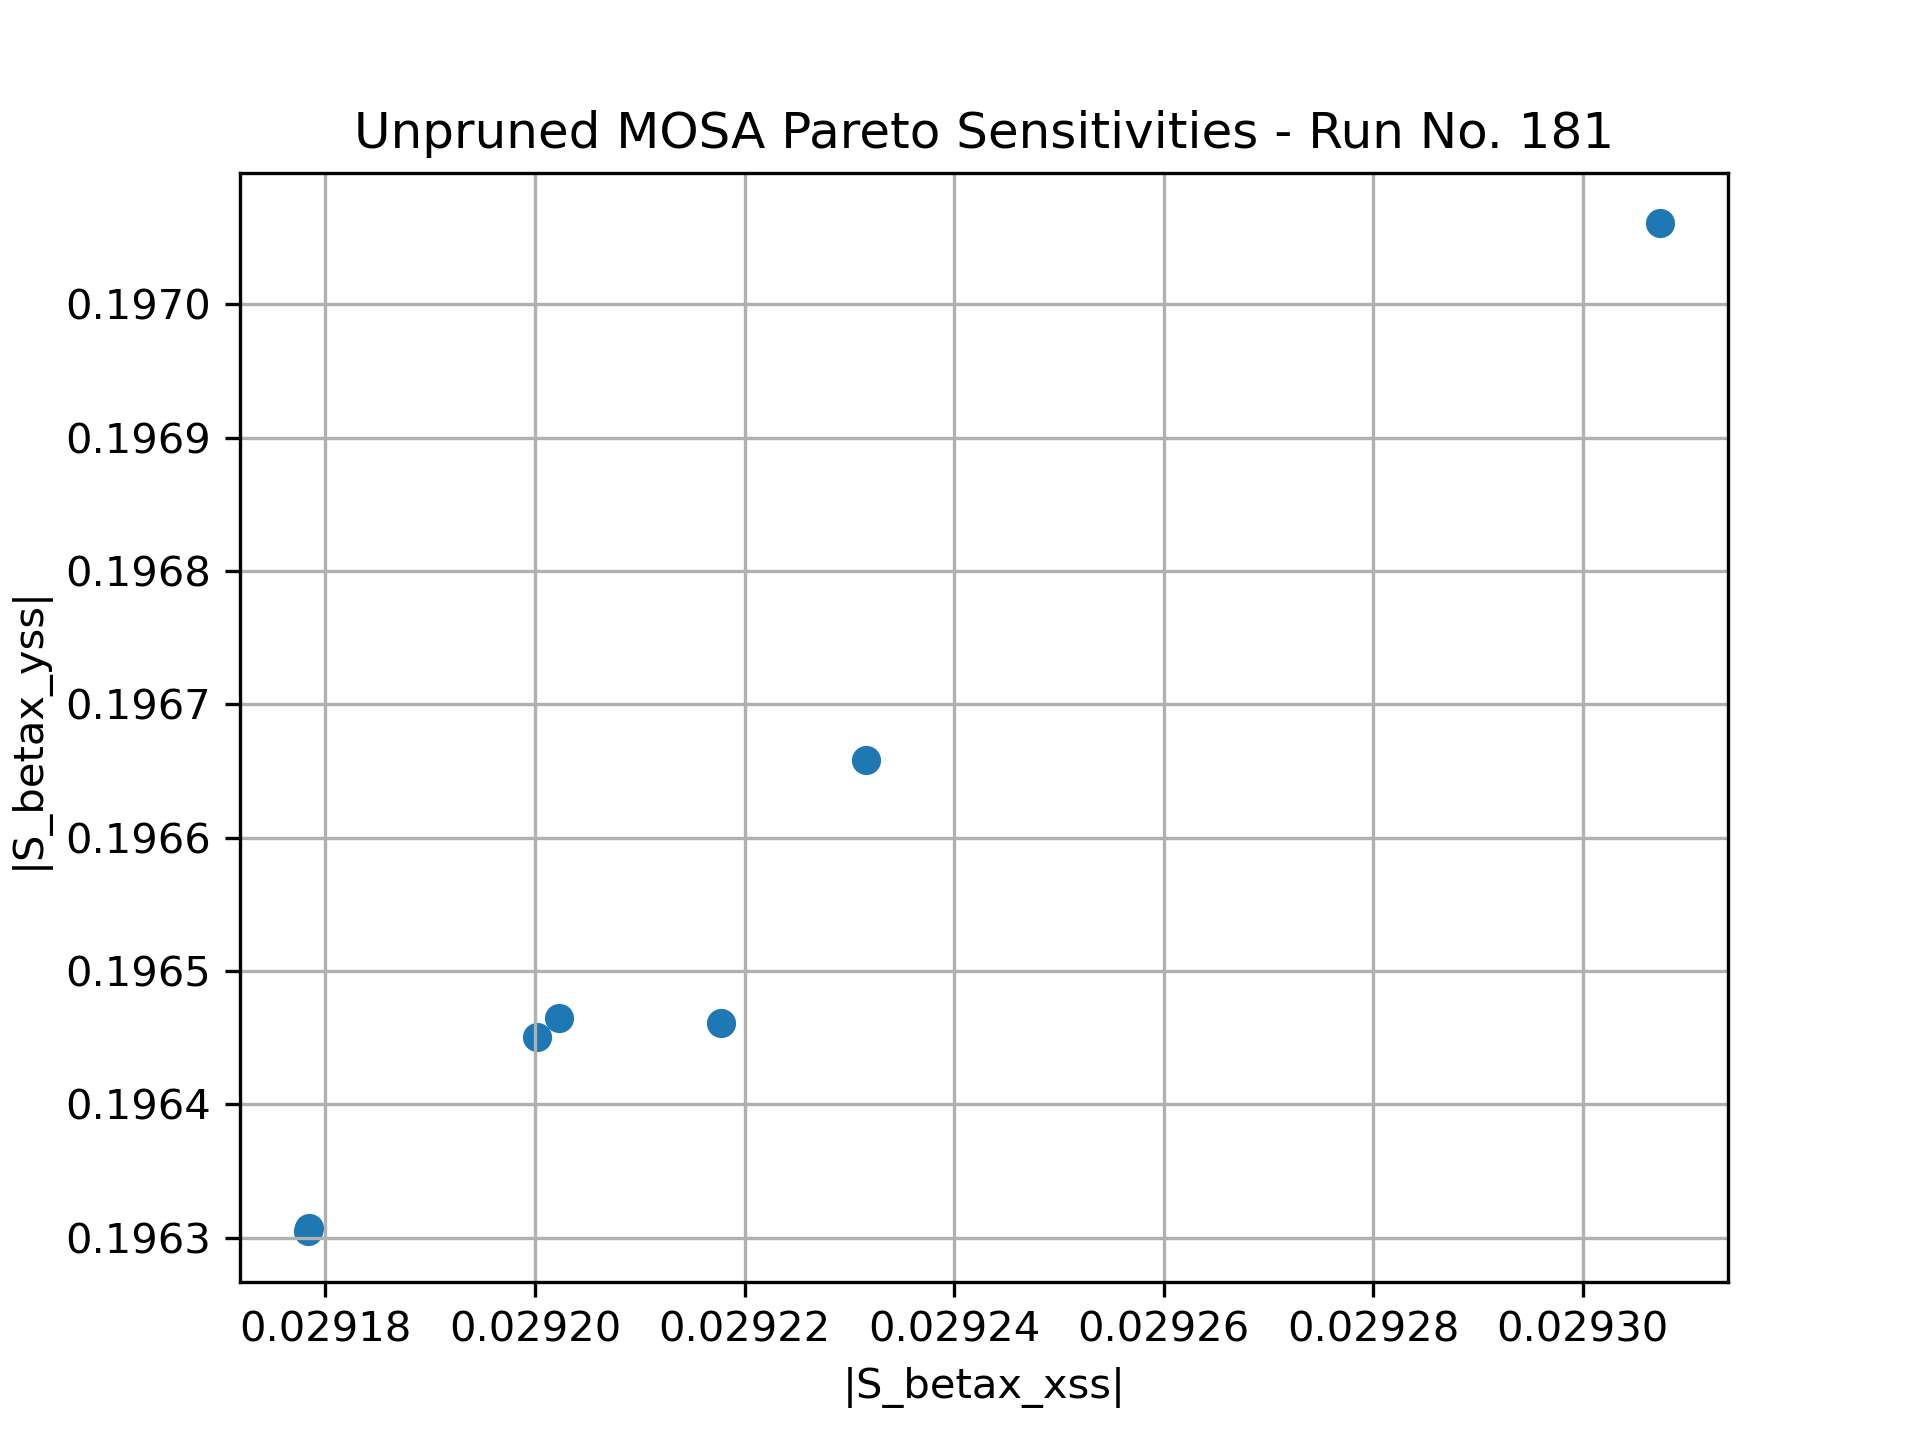 Unpruned MOSA Pareto Sensitivities - Run No. 181
|S_betax_yss|
0.1970
0.1969
0.1968
0.1967
0.1966
0.1965
0.1964
0.1963
0.02918 0.02920 0.02922 0.02924 0.02926 0.02928 0.02930
|S_betax_xss|